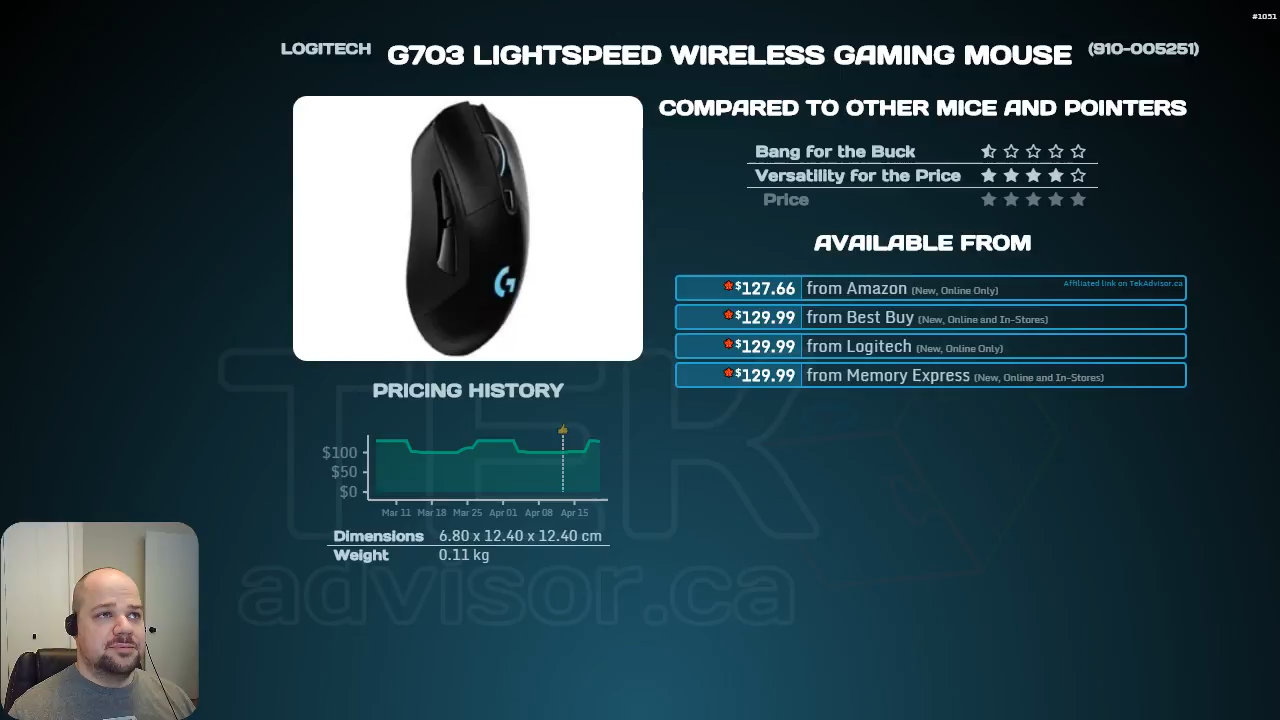 #1051
LOGITECH G703 LIGHTSPEED WIRELESS GAMING MOUSE (910-005251)
COMPARED TO OTHER MICE AND POINTERS
Bang for the Buck
Versatility for the Price
Price
AVAILABLE FROM
$127.66 from Amazon (New, Online Only) Affiliated link on TekAdvisor.ca
$129.99 from Best Buy (New, Online and In-Stores)
$129.99 from Logitech (New, Online Only)
$129.99 from Memory Express (New, Online and In-Stores)
PRICING HISTORY
$100
$50
$0
Mar 11 Mar 18 Mar 25 Apr 01 Apr 08 Apr 15
Dimensions 6.80 x 12.40 x 12.40 cm
Weight 0.11 kg
TEK
advisor.ca